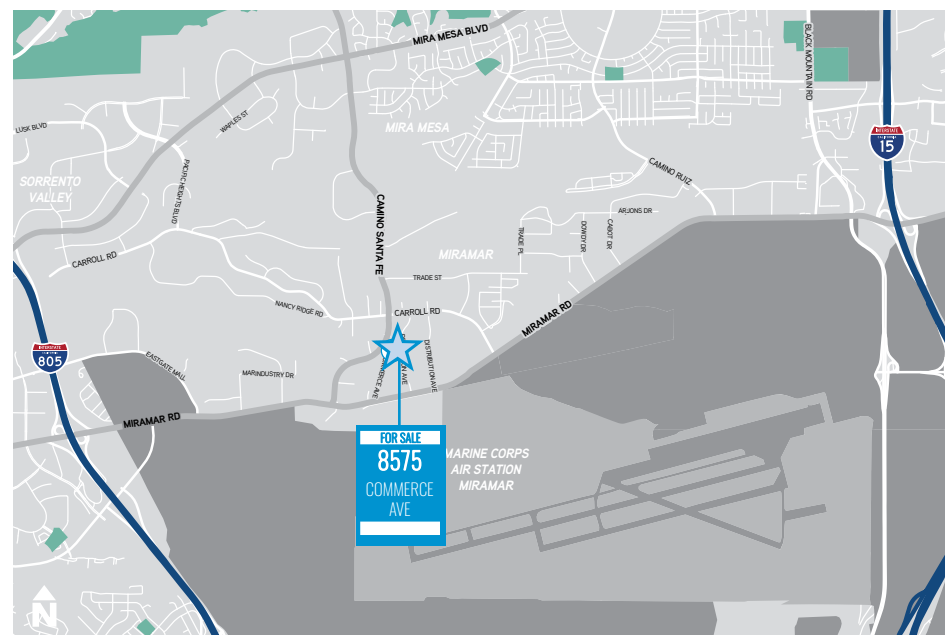 MIRA MESA BLVD
BLACK MOUNTAIN RD
INTERSTATE
CALIFORNIA
15
LUSK BLVD
WAPLES ST
MIRA MESA
CAMINO RUIZ
SORRENTO
VALLEY
PACIFIC HEIGHTS BLVD
CAMINO SANTA FE
ARJONS DR
TRADE PL
DOWDY DR
CABOT DR
CARROLL RD
MIRAMAR
TRADE ST
NANCY RIDGE RD
CARROLL RD
MIRAMAR RD
INTERSTATE
805
EASTGATE MALL
MARINDUSTRY DR
COMMERCE AVE
AVE
DISTRIBUTION AVE
MIRAMAR RD
FOR SALE
8575
COMMERCE
AVE
MARINE CORPS
AIR STATION
MIRAMAR
N